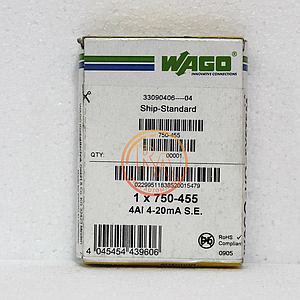 WAGO
INNOVATIVE CONNECTIONS
33090406----04
Ship-Standard
750-455
QTY:
00001
1 x 750-455
4AI 4-20mA S.E.
4 045454 439606
RoHS
Compliant
0905